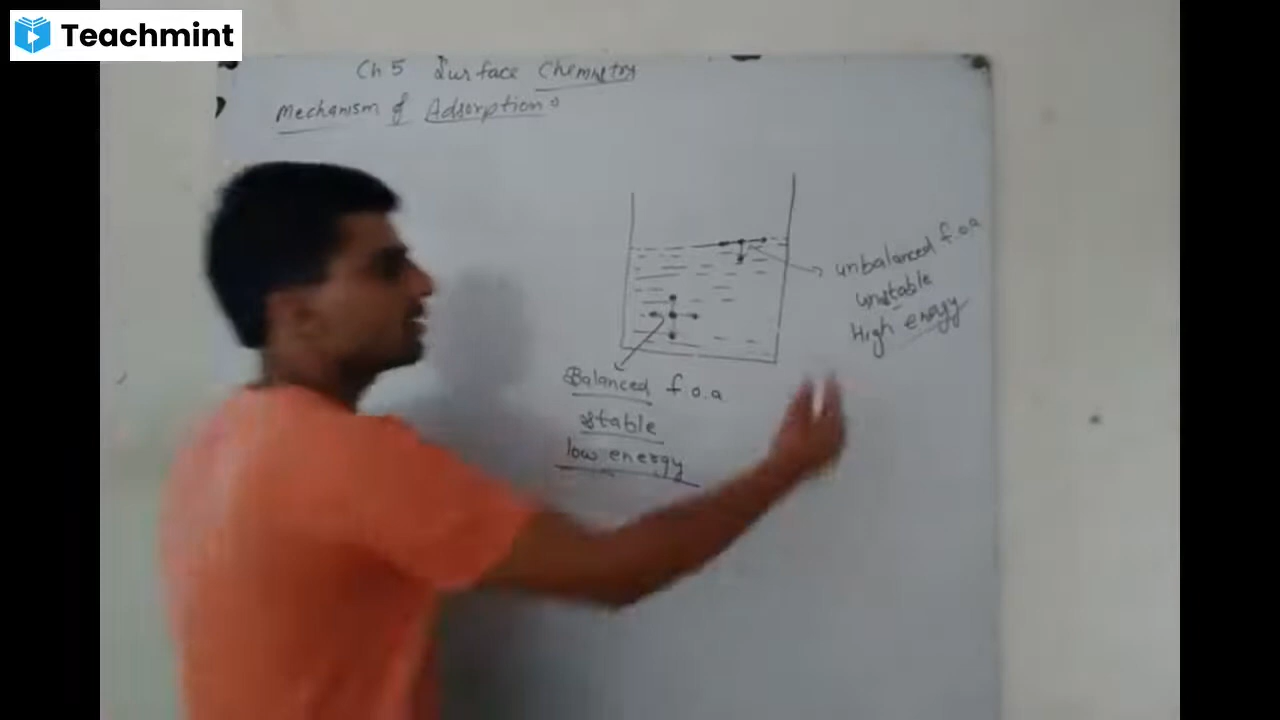 Teachmint
Ch 5 Surface Chemistry
Mechanism of Adsorption :
unbalanced f.o.a
unstable
High energy
Balanced f.o.a
stable
low energy